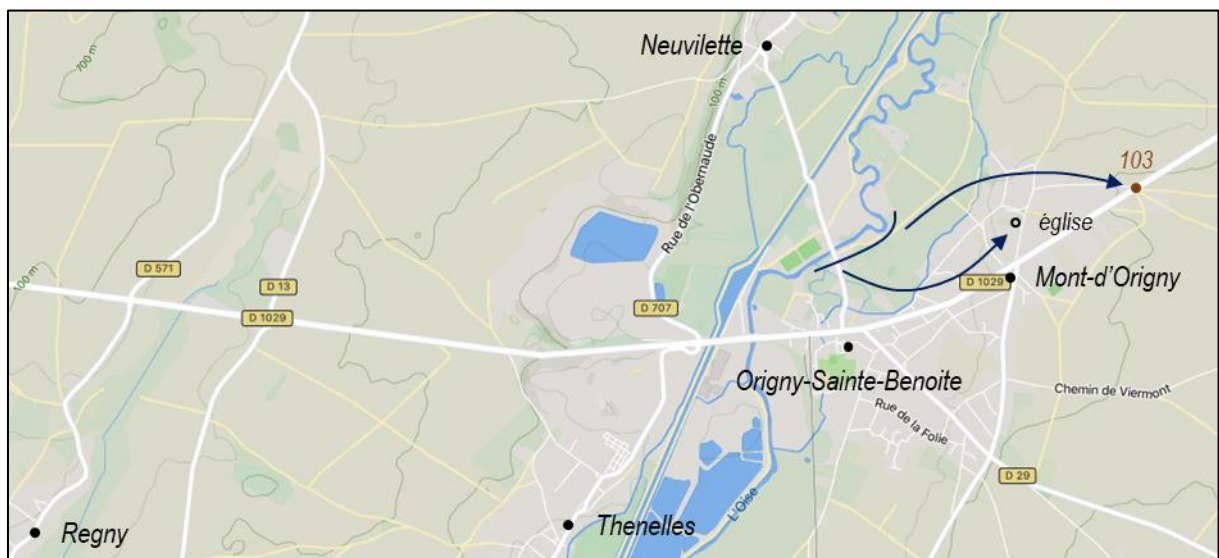 Neuvilette
100 m
100 m
Rue de l'Obernaude
103
église
D 571
D 13
100 m
D 1029
D 1029
Mont-d'Origny
D 707
Origny-Sainte-Benoite
Chemin de Viermont
Rue de la Folie
D 29
L'Oise
Regny
Thenelles